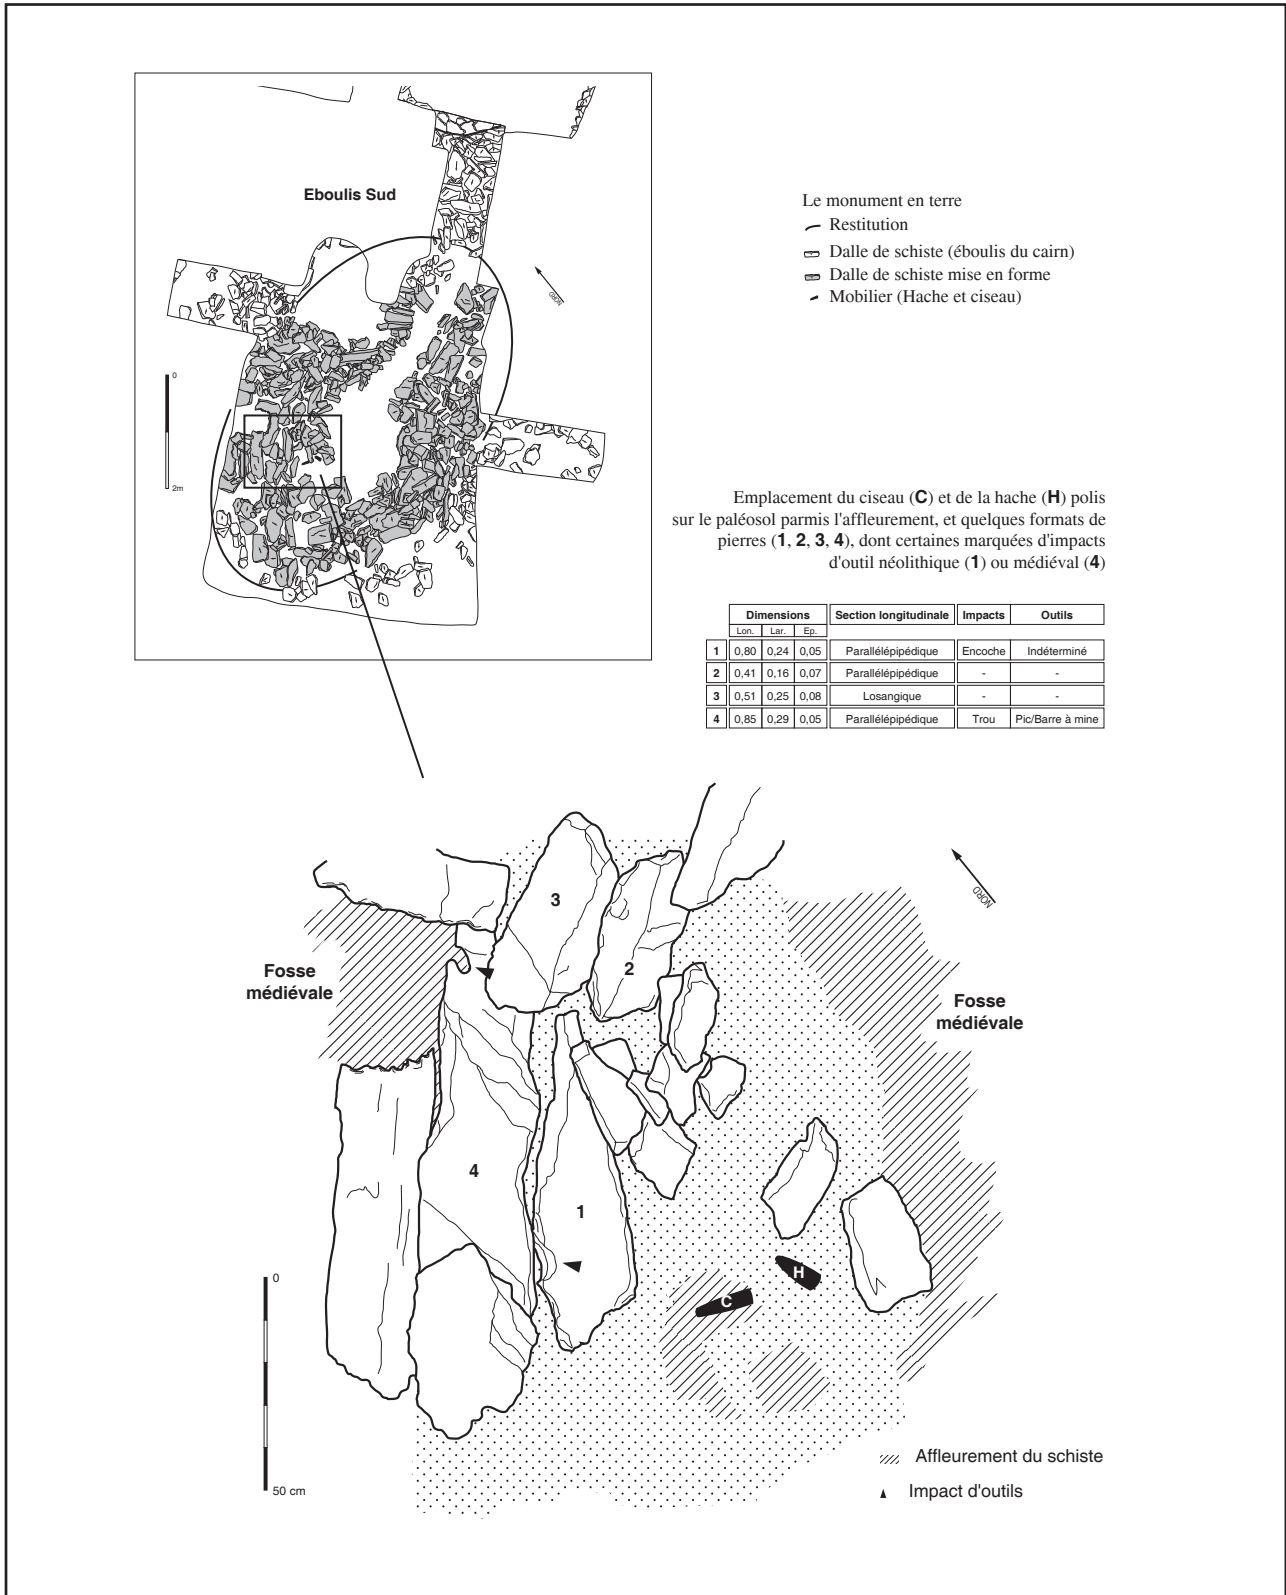 Eboulis Sud
NORD
0
2m
Le monument en terre
Restitution
Dalle de schiste (éboulis du cairn)
Dalle de schiste mise en forme
Mobilier (Hache et ciseau)
Emplacement du ciseau (C) et de la hache (H) polis
sur le paléosol parmis l'affleurement, et quelques formats de
pierres (1, 2, 3, 4), dont certaines marquées d'impacts
d'outil néolithique (1) ou médiéval (4)
Dimensions Section longitudinale Impacts Outils
Lon. Lar. Ep.
1 0,80 0,24 0,05 Parallélépipédique Encoche Indéterminé
2 0,41 0,16 0,07 Parallélépipédique - -
3 0,51 0,25 0,08 Losangique - -
4 0,85 0,29 0,05 Parallélépipédique Trou Pic/Barre à mine
NORD
3
2
Fosse
médiévale
Fosse
médiévale
4
1
H
C
0
50 cm
Affleurement du schiste
Impact d'outils